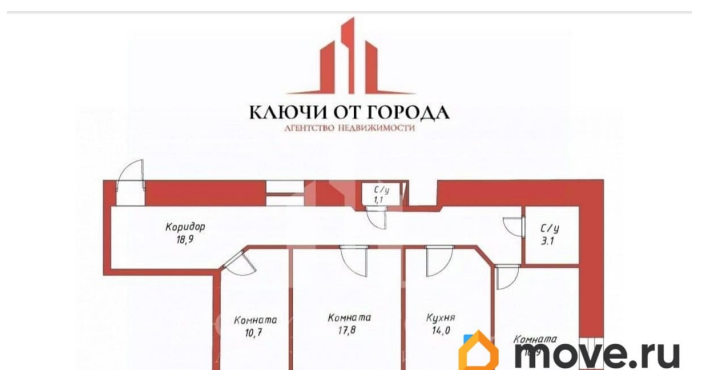 КЛЮЧИ ОТ ГОРОДА
АГЕНТСТВО НЕДВИЖИМОСТИ
С/у
1,1
Коридор
18,9
С/у
3.1
Комната
10,7
Комната
17,8
Кухня
14,0
Комната
move.ru